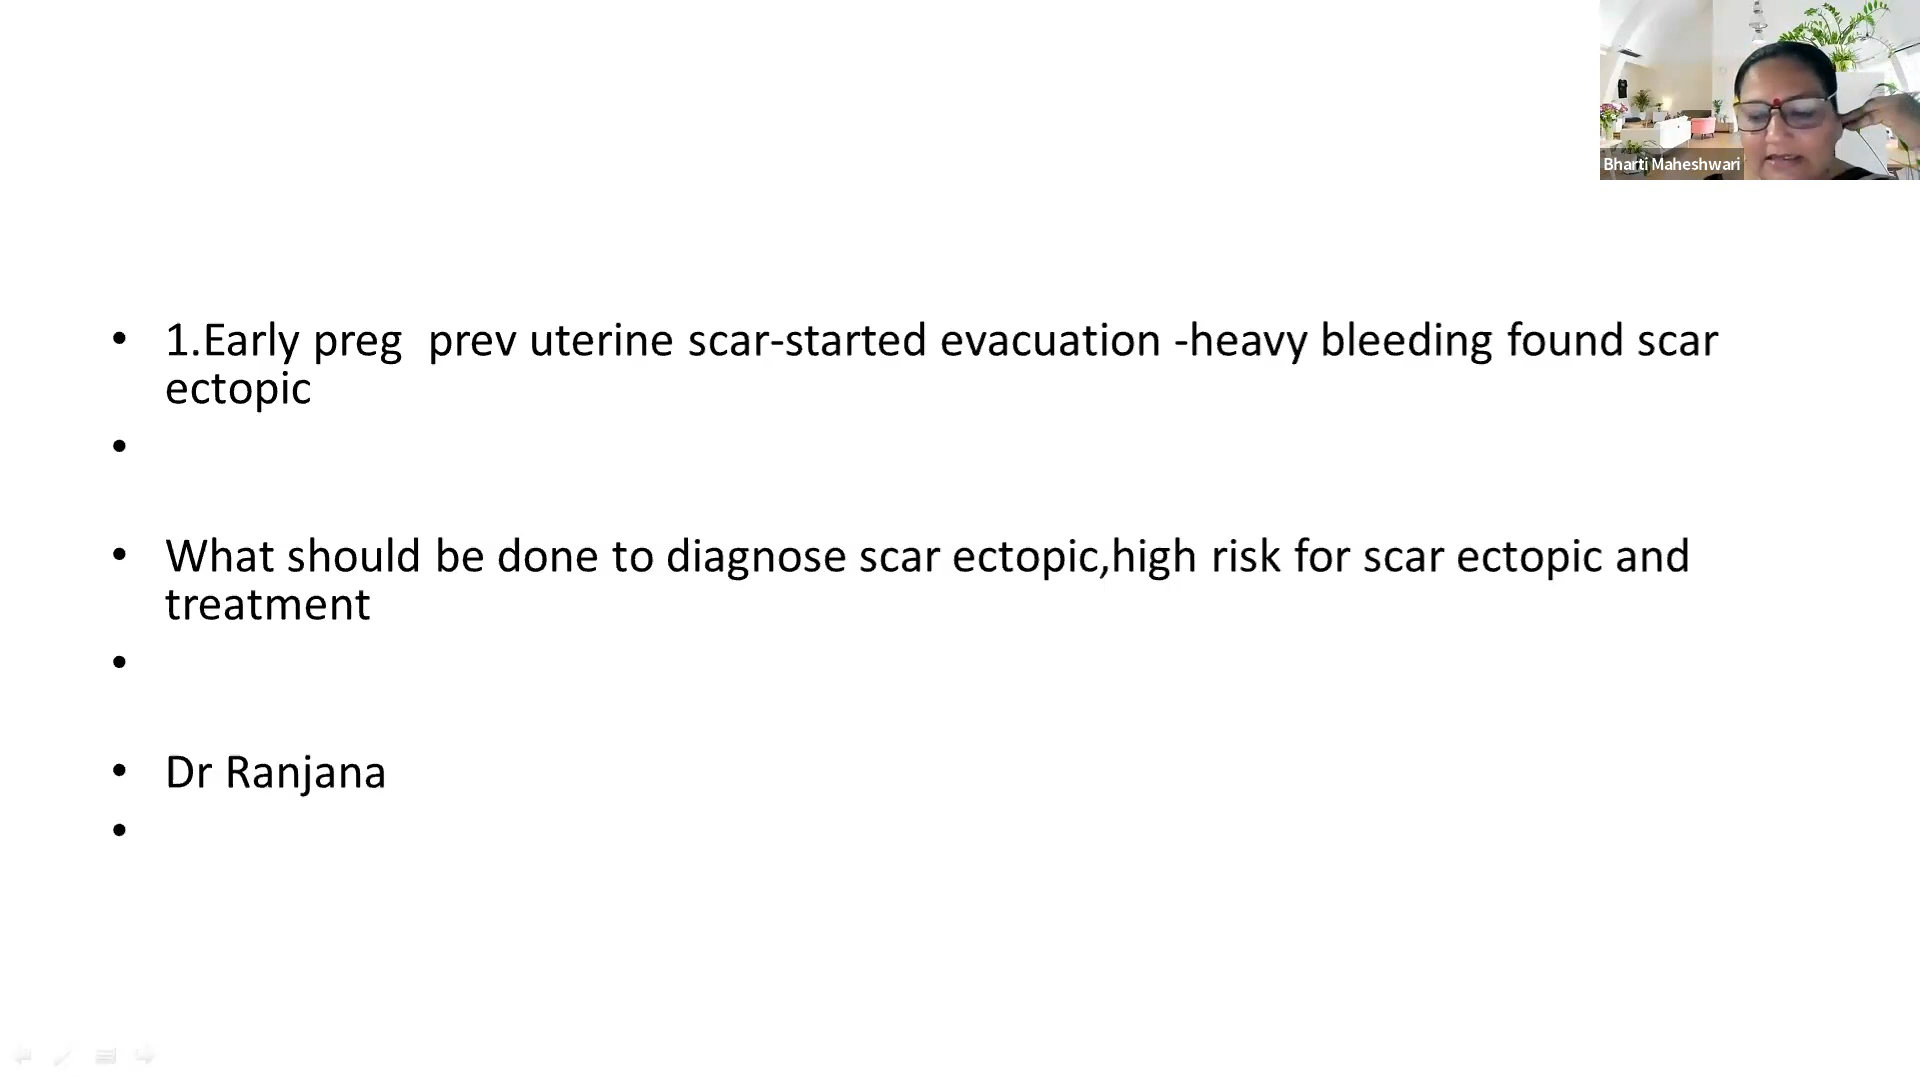 Bharti Maheshwari
• 1.Early preg  prev uterine scar-started evacuation -heavy bleeding found scar
ectopic
•
• What should be done to diagnose scar ectopic,high risk for scar ectopic and
treatment
•
• Dr Ranjana
•